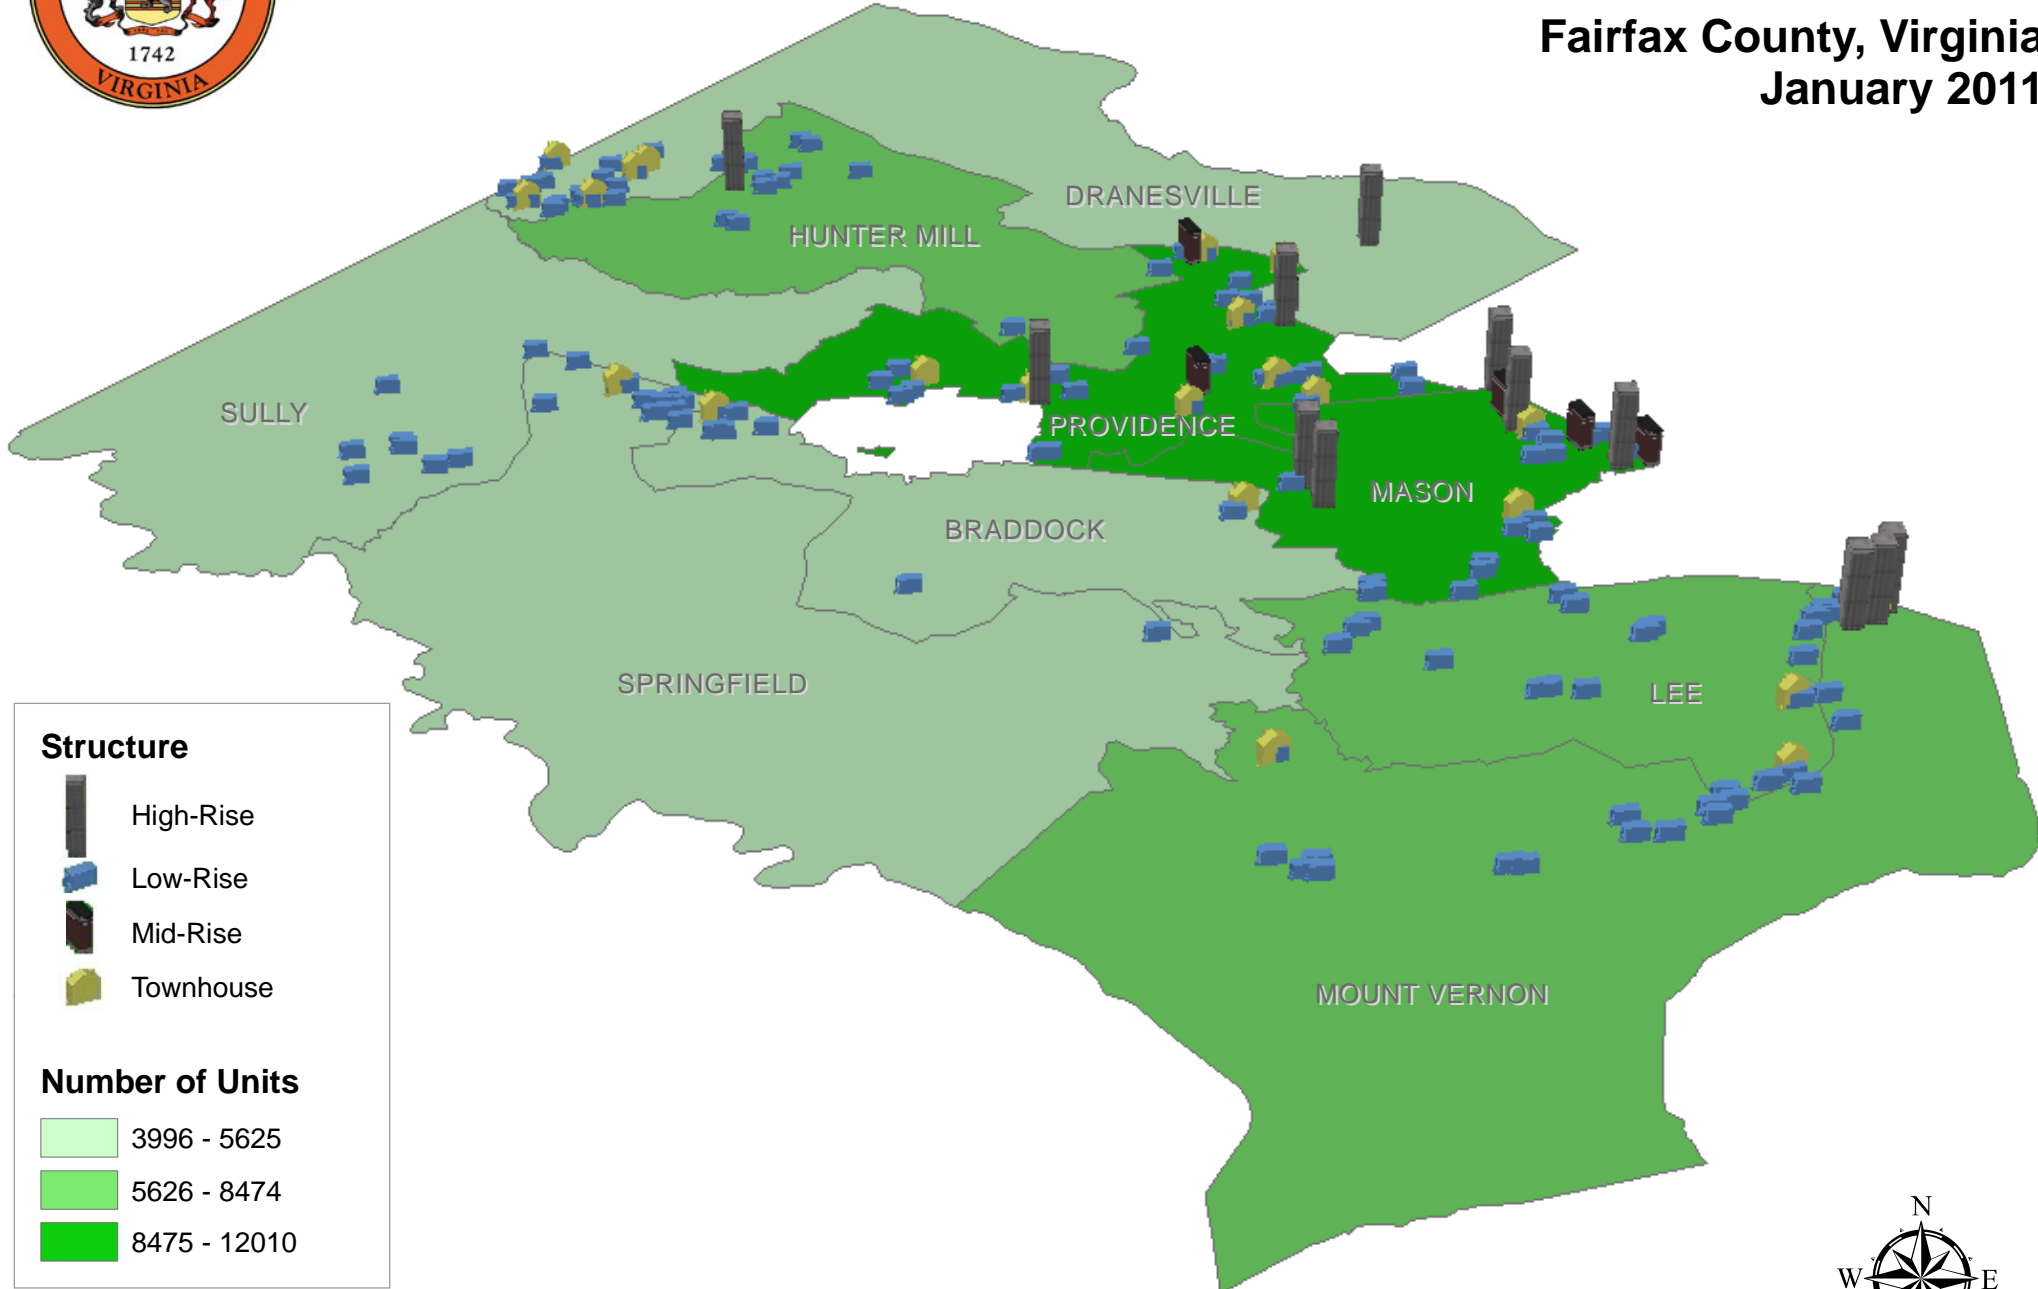 1742
VIRGINIA
Fairfax County, Virginia
January 2011
DRANESVILLE
HUNTER MILL
SULLY
PROVIDENCE
MASON
BRADDOCK
SPRINGFIELD
LEE
MOUNT VERNON
Structure
High-Rise
Low-Rise
Mid-Rise
Townhouse
Number of Units
3996 - 5625
5626 - 8474
8475 - 12010
N
W E